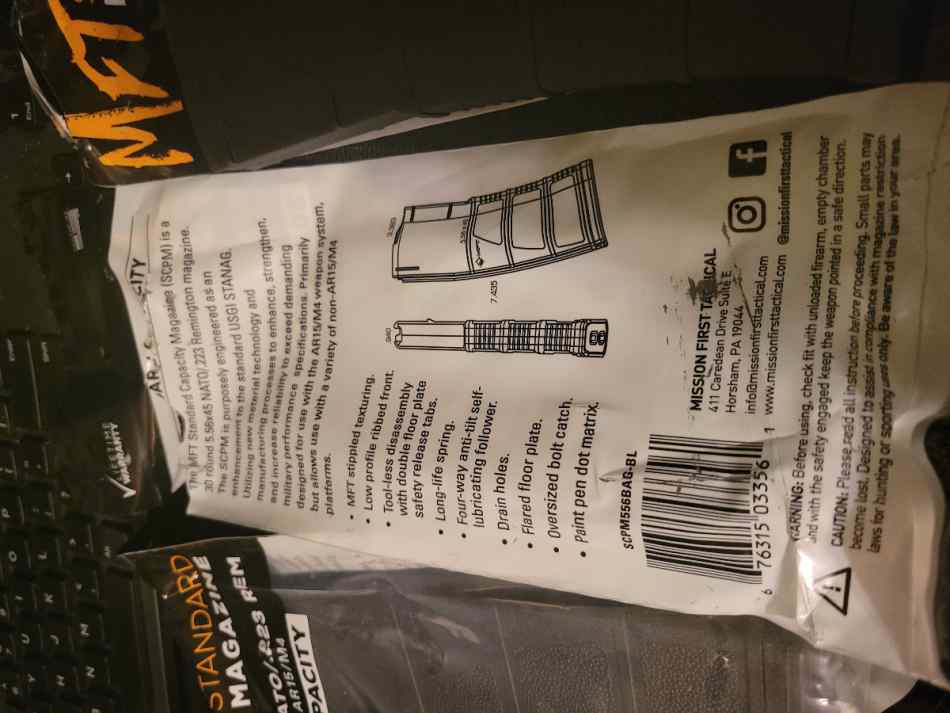 MFT
CITY
The MFT Standard Capacity Magazine (SCPM) is a
30 round 5.56x45 NATO/.223 Remington magazine.
The SCPM is purposely engineered as an
enhancement to the standard USGI STANAG.
Utilizing new material technology and
manufacturing processes to enhance, strengthen,
and increase reliability to exceed demanding
military performance specifications. Primarily
designed for use with the AR15/M4 weapon system,
but allows use with a variety of non-AR15/M4
platforms.
• MFT stippled texturing.
• Low profile ribbed front.
• Tool-less disassembly
with double floor plate
safety release tabs.
• Long-life spring.
• Four-way anti-tilt self-
lubricating follower.
• Drain holes.
• Flared floor plate.
• Oversized bolt catch.
• Paint pen dot matrix.
7.435
SCPM556BAG-BL
6 76315 03356 1
MISSION FIRST TACTICAL
411 Caredean Drive Suite E
Horsham, PA 19044
info@missionfirsttactical.com
www.missionfirsttactical.com
@missionfirsttactical
WARNING: Before using, check fit with unloaded firearm, empty chamber
and with the safety engaged keep the weapon pointed in a safe direction.
CAUTION: Please read all instruction before proceeding. Small parts may
become lost. Designed to assist in compliance with magazine restriction
laws for hunting or sporting uses only. Be aware of the law in your area.
STANDARD
MAGAZINE
ATO/.223 REM
AR15/M4
PACITY